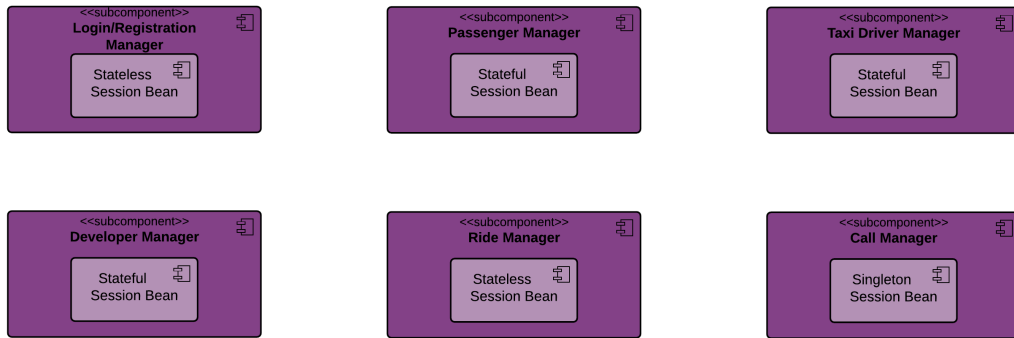 <<subcomponent>>
Login/Registration
Manager
Stateless
Session Bean
<<subcomponent>>
Passenger Manager
Stateful
Session Bean
<<subcomponent>>
Taxi Driver Manager
Stateful
Session Bean
<<subcomponent>>
Developer Manager
Stateful
Session Bean
<<subcomponent>>
Ride Manager
Stateless
Session Bean
<<subcomponent>>
Call Manager
Singleton
Session Bean